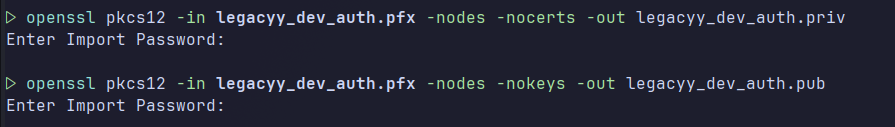 ▷ openssl pkcs12 -in legacyy_dev_auth.pfx -nodes -nocerts -out legacyy_dev_auth.priv
Enter Import Password:
▷ openssl pkcs12 -in legacyy_dev_auth.pfx -nodes -nokeys -out legacyy_dev_auth.pub
Enter Import Password: